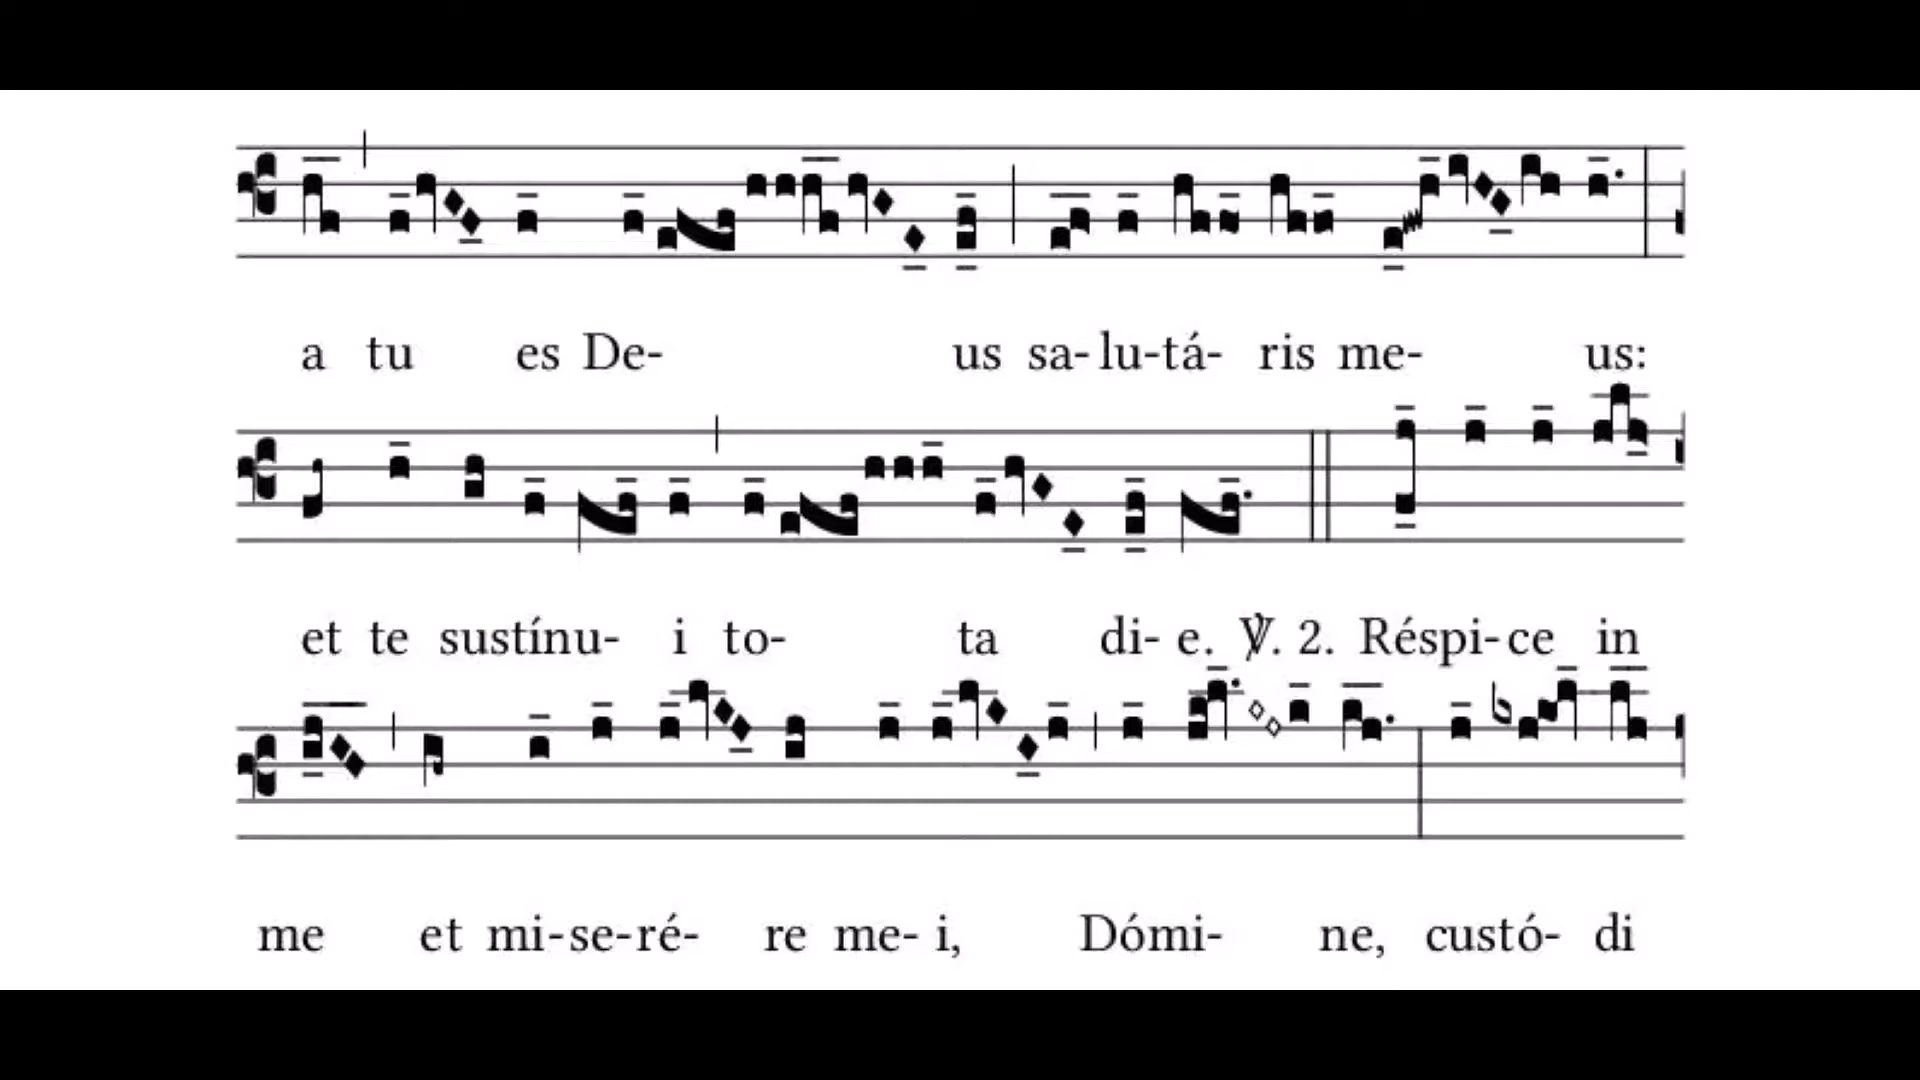 a tu es De- us sa-lu-tá- ris me- us:
et te sustínu- i to- ta di- e. ℣. 2. Réspi-ce in
me et mi-se-ré- re me- i, Dómi- ne, custó- di